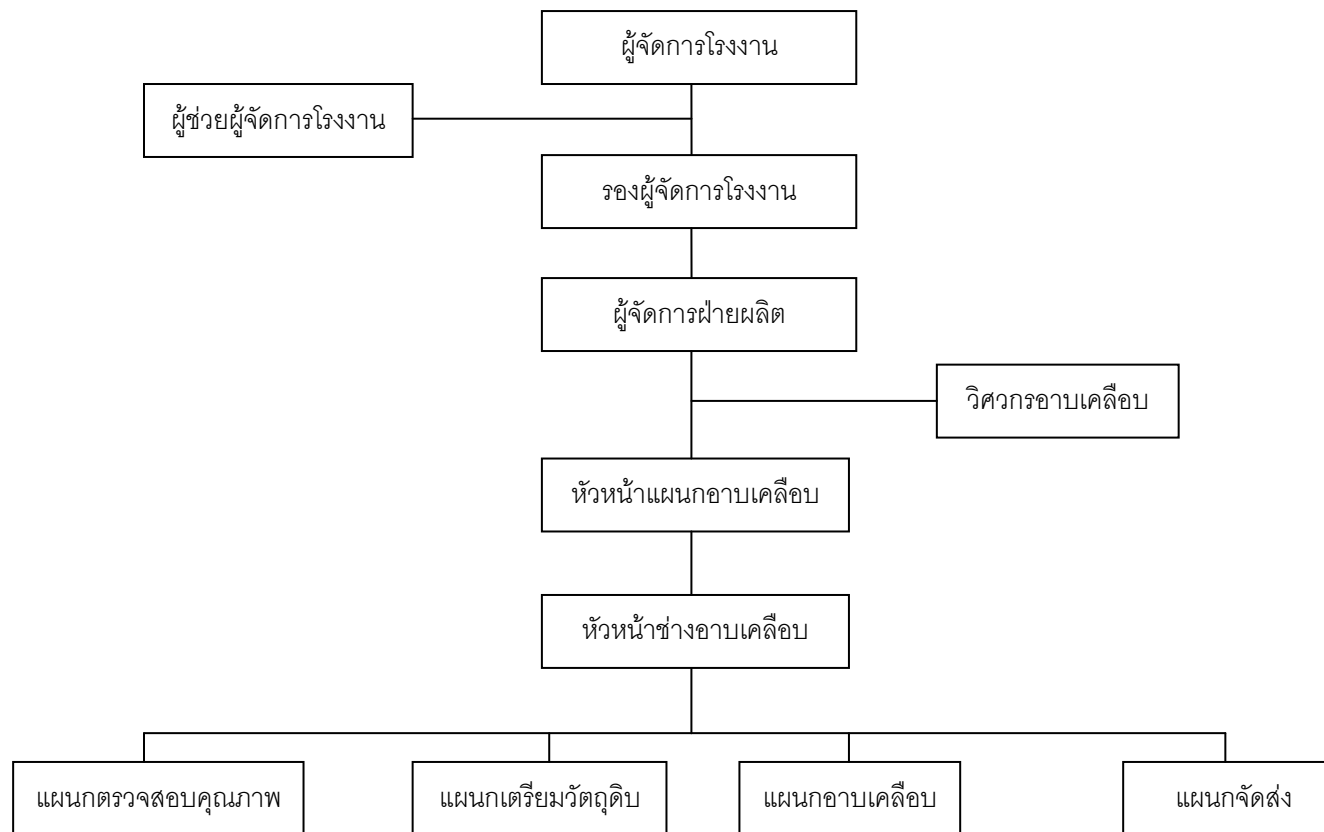 ผู้จัดการโรงงาน
ผู้ช่วยผู้จัดการโรงงาน
รองผู้จัดการโรงงาน
ผู้จัดการฝ่ายผลิต
วิศวกรอาบเคลือบ
หัวหน้าแผนกอาบเคลือบ
หัวหน้าช่างอาบเคลือบ
แผนกตรวจสอบคุณภาพ
แผนกเตรียมวัตถุดิบ
แผนกอาบเคลือบ
แผนกจัดส่ง